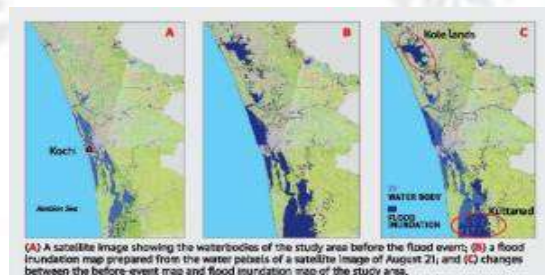 A
B
C
Kole lands
Kochi
Arabian Sea
WATER BODY
FLOOD
INUNDATION
Kuttanad
(A) A satellite image showing the waterbodies of the study area before the flood event; (B) a flood
inundation map prepared from the water pebels of a satellite image of August 21; and (C) changes
between the before-event map and flood inundation map of the study area.